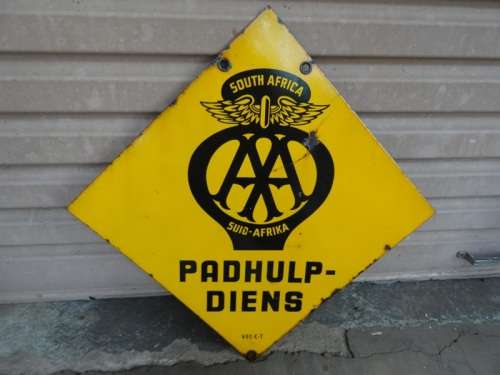 SOUTH AFRICA
AA
SUID-AFRIKA
PADHULP-
DIENS